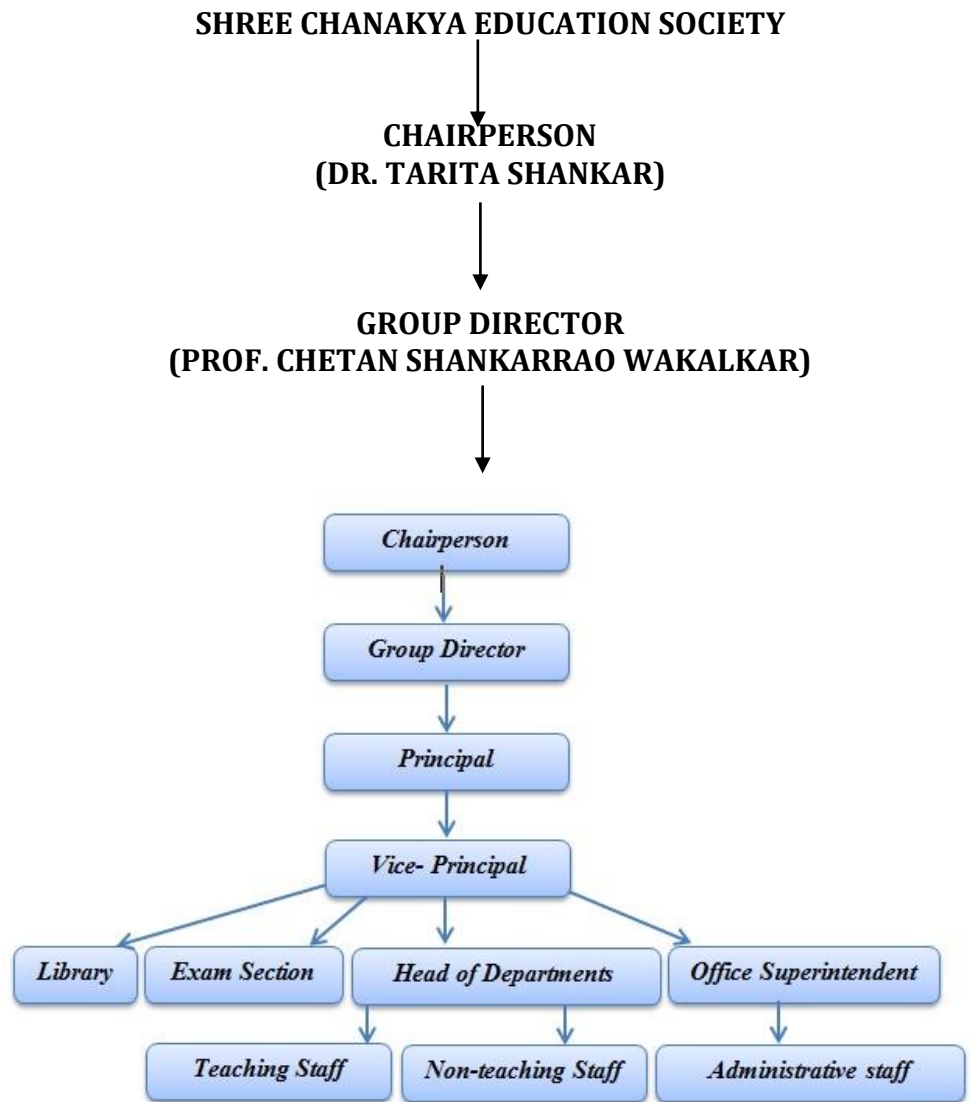 SHREE CHANAKYA EDUCATION SOCIETY
CHAIRPERSON
(DR. TARITA SHANKAR)
GROUP DIRECTOR
(PROF. CHETAN SHANKARRAO WAKALKAR)
Chairperson
Group Director
Principal
Vice- Principal
Library
Exam Section
Head of Departments
Office Superintendent
Teaching Staff
Non-teaching Staff
Administrative staff